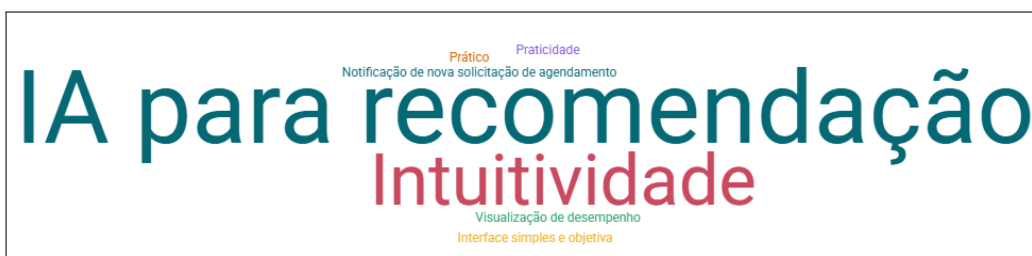 Praticidade
Prático
Notificação de nova solicitação de agendamento
IA para recomendação
Intuitividade
Visualização de desempenho
Interface simples e objetiva